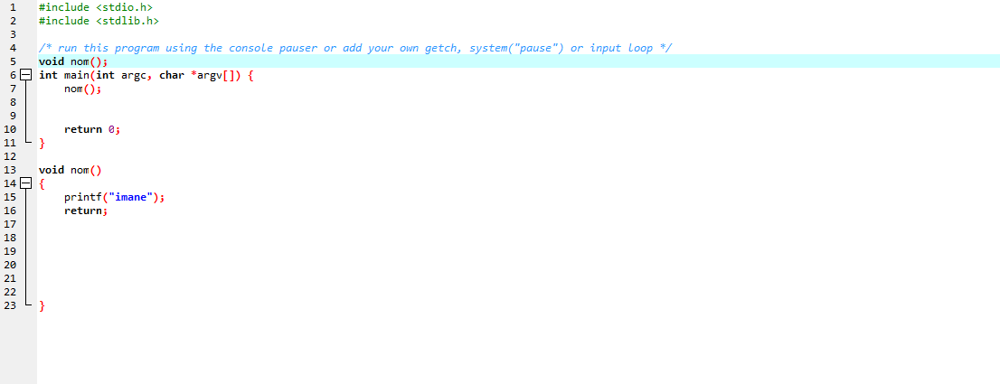 1 #include <stdio.h>
2 #include <stdlib.h>
3
4 /* run this program using the console pauser or add your own getch, system("pause") or input loop */
5 void nom();
6 int main(int argc, char *argv[]) {
7 nom();
8
9
10 return 0;
11 }
12
13 void nom()
14 {
15 printf("imane");
16 return;
17
18
19
20
21
22
23 }